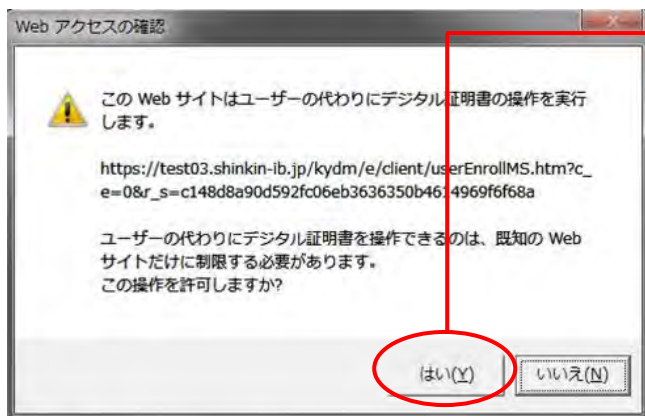 Web アクセスの確認
この Web サイトはユーザーの代わりにデジタル証明書の操作を実行
します。
https://test03.shinkin-ib.jp/kydm/e/client/userEnrollMS.htm?c_
e=0&r_s=c148d8a90d592fc06eb3636350b4614969f6f68a
ユーザーの代わりにデジタル証明書を操作できるのは、既知の Web
サイトだけに制限する必要があります。
この操作を許可しますか?
はい(Y)
いいえ(N)